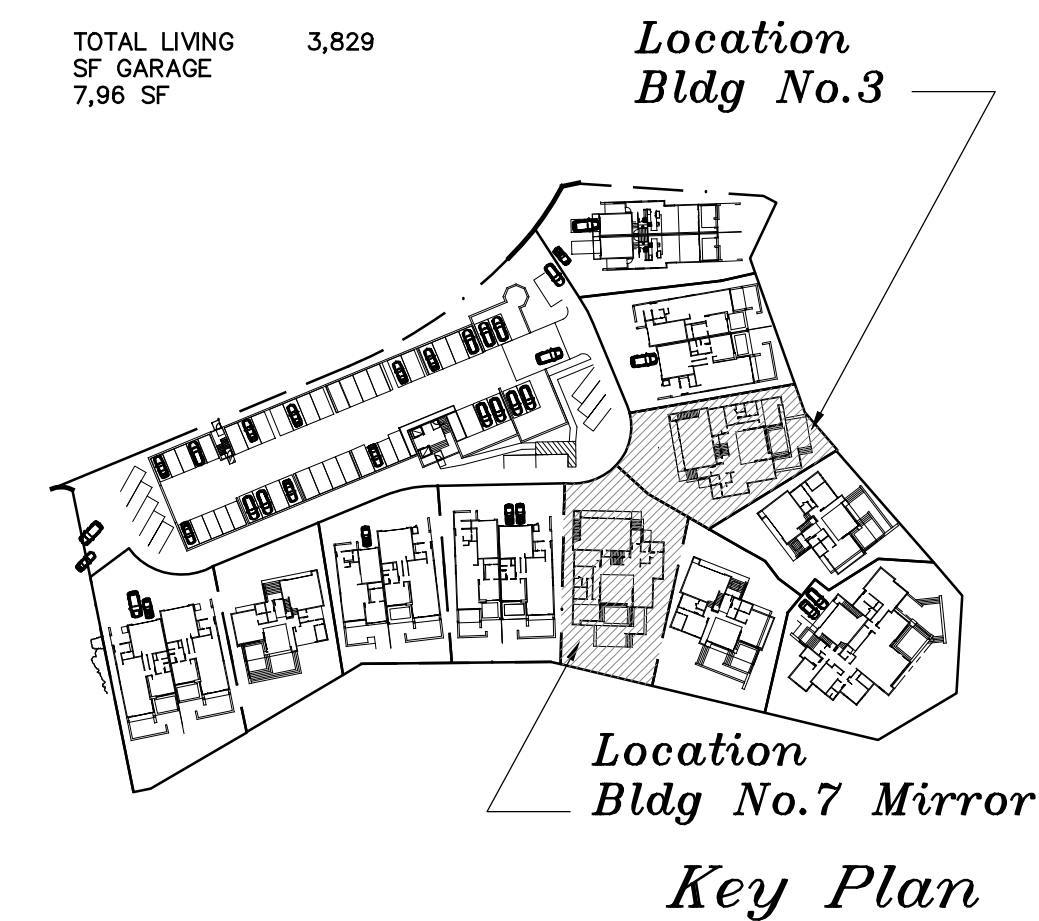 TOTAL LIVING 3,829
SF GARAGE
7,96 SF
Location
Bldg No.3
Location
Bldg No.7 Mirror
Key Plan